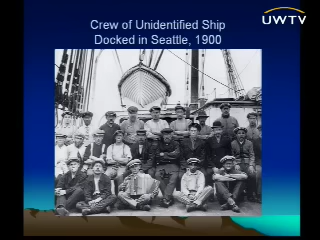 UWTV
Crew of Unidentified Ship
Docked in Seattle, 1900